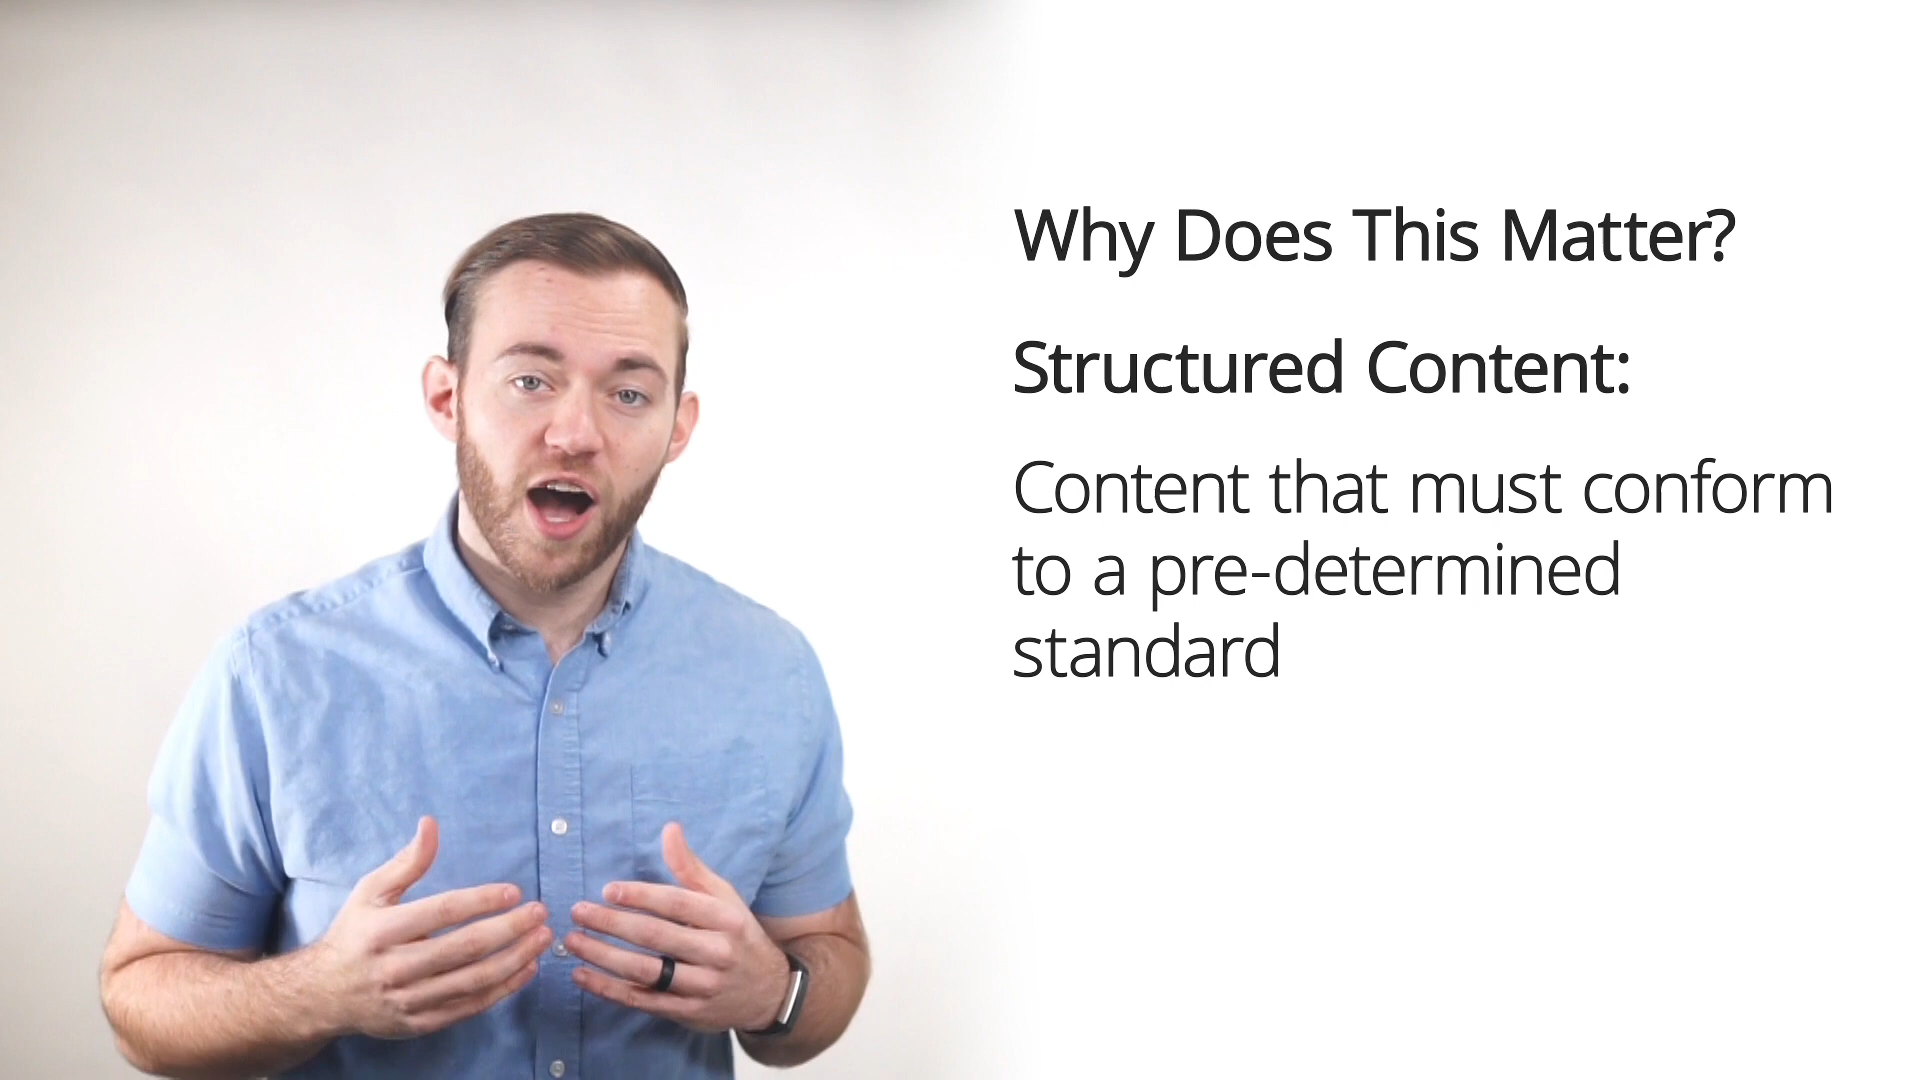 Why Does This Matter?
Structured Content:
Content that must conform
to a pre-determined
standard